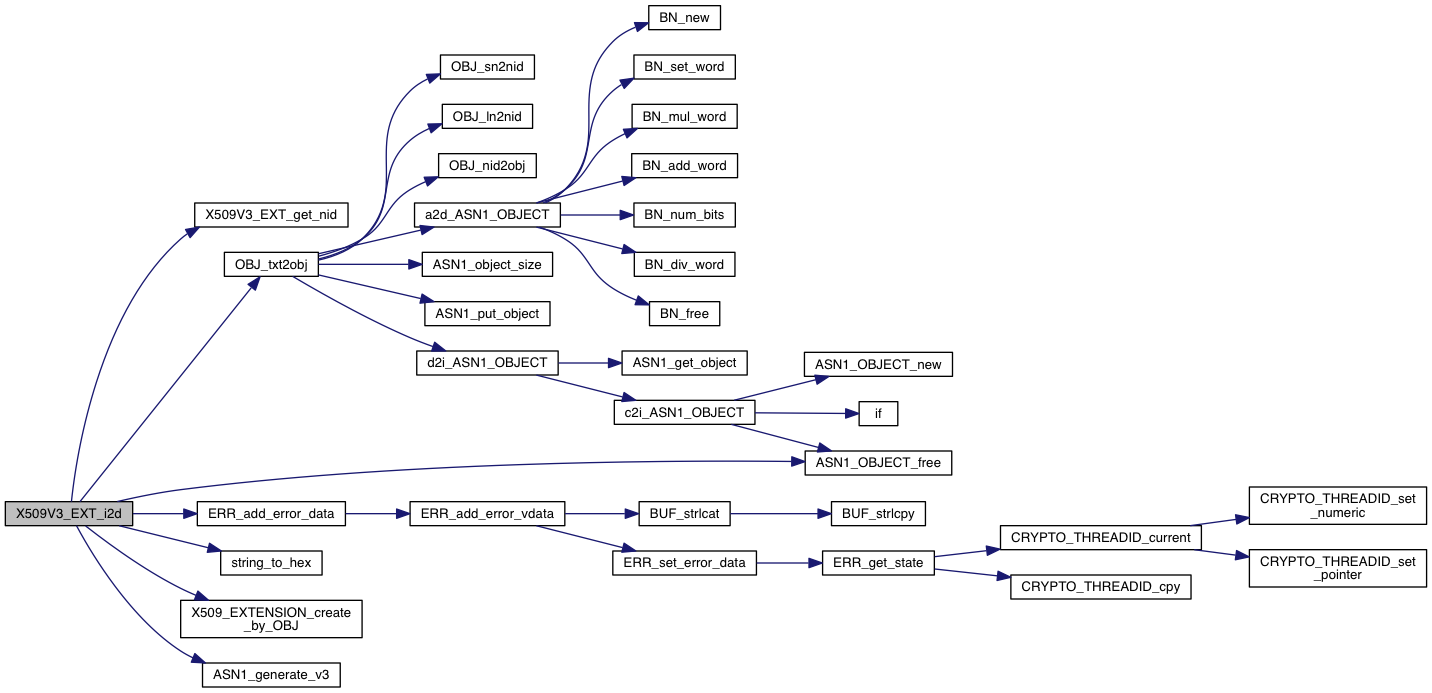 BN_new
OBJ_sn2nid
BN_set_word
OBJ_ln2nid
BN_mul_word
OBJ_nid2obj
BN_add_word
X509V3_EXT_get_nid
a2d_ASN1_OBJECT
BN_num_bits
OBJ_txt2obj
ASN1_object_size
BN_div_word
ASN1_put_object
BN_free
d2i_ASN1_OBJECT
ASN1_get_object
ASN1_OBJECT_new
c2i_ASN1_OBJECT
if
ASN1_OBJECT_free
X509V3_EXT_i2d
ERR_add_error_data
ERR_add_error_vdata
BUF_strlcat
BUF_strlcpy
CRYPTO_THREADID_set
_numeric
CRYPTO_THREADID_current
string_to_hex
ERR_set_error_data
ERR_get_state
CRYPTO_THREADID_set
_pointer
CRYPTO_THREADID_cpy
X509_EXTENSION_create
_by_OBJ
ASN1_generate_v3